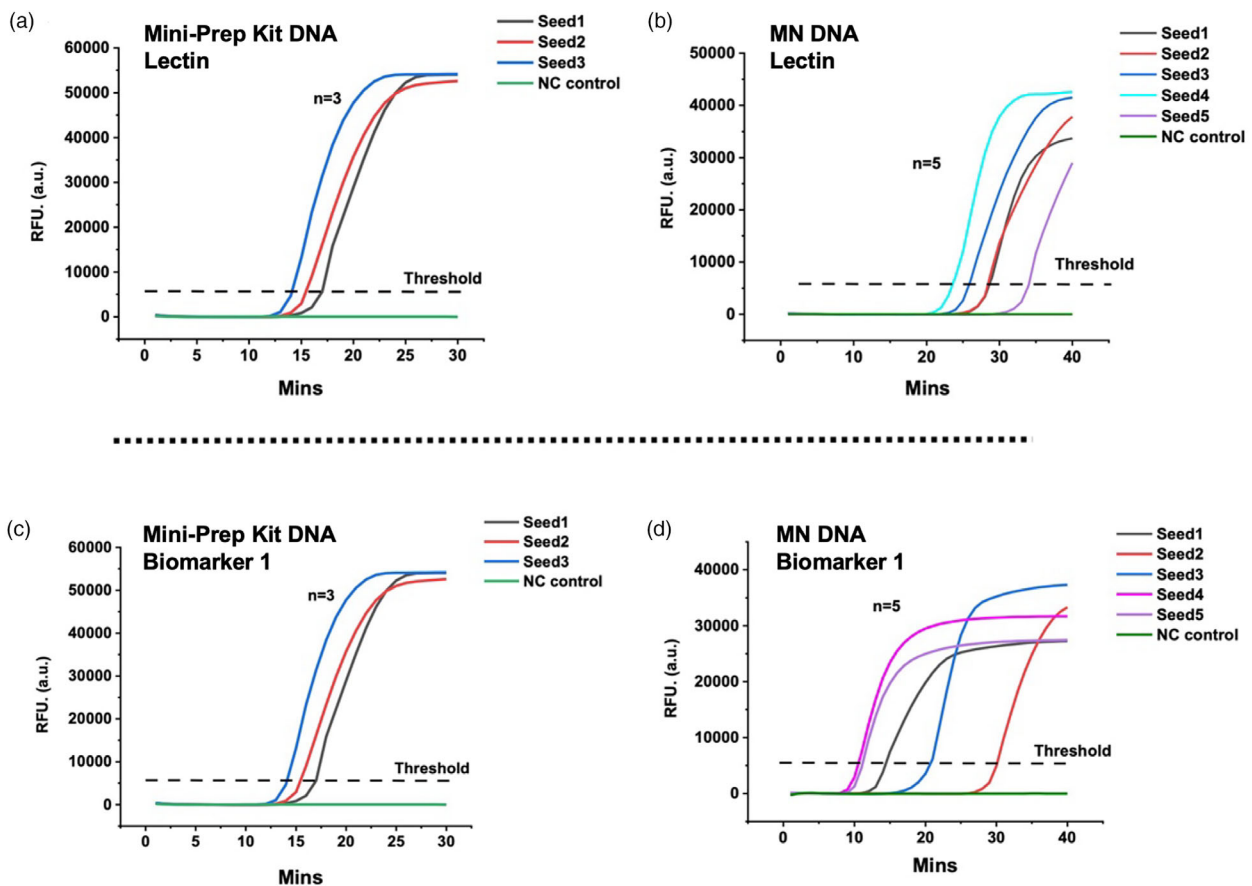 (a)
Mini-Prep Kit DNA
Lectin
Seed1
Seed2
Seed3
NC control
n=3
Threshold
RFU. (a.u.)
60000
50000
40000
30000
20000
10000
0
0 5 10 15 20 25 30
Mins
(b)
MN DNA
Lectin
Seed1
Seed2
Seed3
Seed4
Seed5
NC control
n=5
Threshold
RFU. (a.u.)
50000
40000
30000
20000
10000
0
0 10 20 30 40
Mins
(c)
Mini-Prep Kit DNA
Biomarker 1
Seed1
Seed2
Seed3
NC control
n=3
Threshold
RFU. (a.u.)
60000
50000
40000
30000
20000
10000
0
0 5 10 15 20 25 30
Mins
(d)
MN DNA
Biomarker 1
Seed1
Seed2
Seed3
Seed4
Seed5
NC control
n=5
Threshold
RFU. (a.u.)
40000
30000
20000
10000
0
0 10 20 30 40
Mins